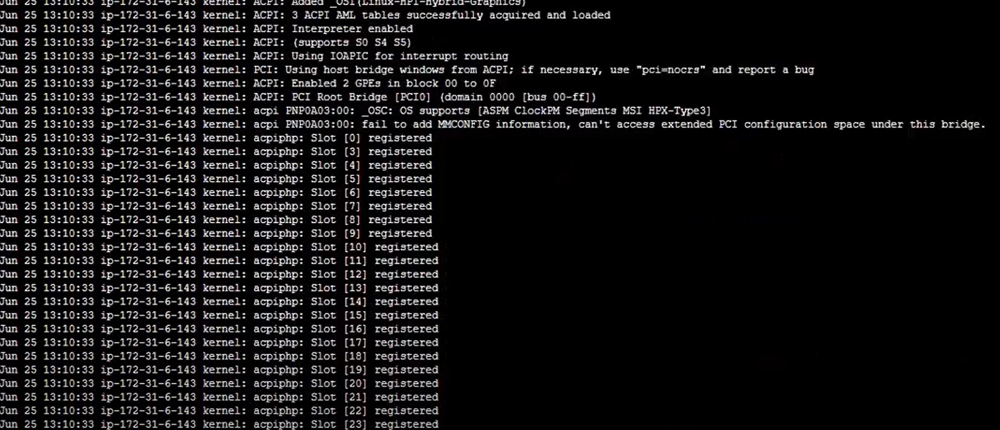 Jun 25 13:10:33 ip-172-31-6-143 kernel: ACPI: Added _OSI(Linux-HPI-Hybrid-Graphics)
Jun 25 13:10:33 ip-172-31-6-143 kernel: ACPI: 3 ACPI AML tables successfully acquired and loaded
Jun 25 13:10:33 ip-172-31-6-143 kernel: ACPI: Interpreter enabled
Jun 25 13:10:33 ip-172-31-6-143 kernel: ACPI: (supports S0 S4 S5)
Jun 25 13:10:33 ip-172-31-6-143 kernel: ACPI: Using IOAPIC for interrupt routing
Jun 25 13:10:33 ip-172-31-6-143 kernel: PCI: Using host bridge windows from ACPI; if necessary, use "pci=nocrs" and report a bug
Jun 25 13:10:33 ip-172-31-6-143 kernel: ACPI: Enabled 2 GPEs in block 00 to 0F
Jun 25 13:10:33 ip-172-31-6-143 kernel: ACPI: PCI Root Bridge [PCI0] (domain 0000 [bus 00-ff])
Jun 25 13:10:33 ip-172-31-6-143 kernel: acpi PNP0A03:00: _OSC: OS supports [ASPM ClockPM Segments MSI HPX-Type3]
Jun 25 13:10:33 ip-172-31-6-143 kernel: acpi PNP0A03:00: fail to add MMCONFIG information, can't access extended PCI configuration space under this bridge.
Jun 25 13:10:33 ip-172-31-6-143 kernel: acpiphp: Slot [0] registered
Jun 25 13:10:33 ip-172-31-6-143 kernel: acpiphp: Slot [3] registered
Jun 25 13:10:33 ip-172-31-6-143 kernel: acpiphp: Slot [4] registered
Jun 25 13:10:33 ip-172-31-6-143 kernel: acpiphp: Slot [5] registered
Jun 25 13:10:33 ip-172-31-6-143 kernel: acpiphp: Slot [6] registered
Jun 25 13:10:33 ip-172-31-6-143 kernel: acpiphp: Slot [7] registered
Jun 25 13:10:33 ip-172-31-6-143 kernel: acpiphp: Slot [8] registered
Jun 25 13:10:33 ip-172-31-6-143 kernel: acpiphp: Slot [9] registered
Jun 25 13:10:33 ip-172-31-6-143 kernel: acpiphp: Slot [10] registered
Jun 25 13:10:33 ip-172-31-6-143 kernel: acpiphp: Slot [11] registered
Jun 25 13:10:33 ip-172-31-6-143 kernel: acpiphp: Slot [12] registered
Jun 25 13:10:33 ip-172-31-6-143 kernel: acpiphp: Slot [13] registered
Jun 25 13:10:33 ip-172-31-6-143 kernel: acpiphp: Slot [14] registered
Jun 25 13:10:33 ip-172-31-6-143 kernel: acpiphp: Slot [15] registered
Jun 25 13:10:33 ip-172-31-6-143 kernel: acpiphp: Slot [16] registered
Jun 25 13:10:33 ip-172-31-6-143 kernel: acpiphp: Slot [17] registered
Jun 25 13:10:33 ip-172-31-6-143 kernel: acpiphp: Slot [18] registered
Jun 25 13:10:33 ip-172-31-6-143 kernel: acpiphp: Slot [19] registered
Jun 25 13:10:33 ip-172-31-6-143 kernel: acpiphp: Slot [20] registered
Jun 25 13:10:33 ip-172-31-6-143 kernel: acpiphp: Slot [21] registered
Jun 25 13:10:33 ip-172-31-6-143 kernel: acpiphp: Slot [22] registered
Jun 25 13:10:33 ip-172-31-6-143 kernel: acpiphp: Slot [23] registered